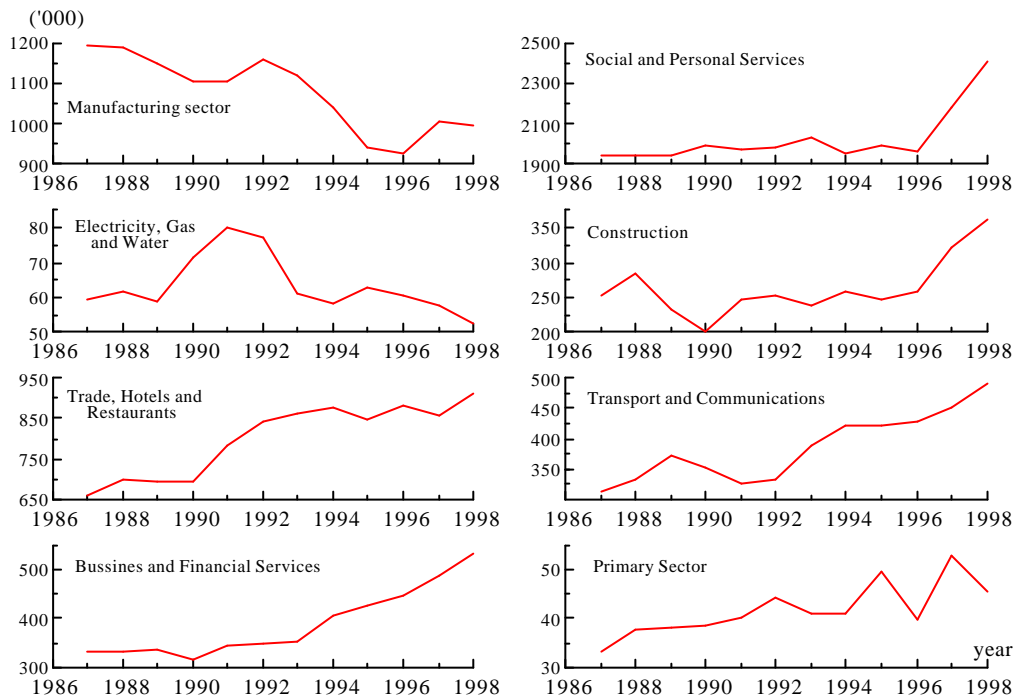 ('000)
1200
1100
1000
900
Manufacturing sector
1986 1988 1990 1992 1994 1996 1998
2500
2300
2100
1900
Social and Personal Services
1986 1988 1990 1992 1994 1996 1998
80
70
60
50
Electricity, Gas
and Water
1986 1988 1990 1992 1994 1996 1998
350
300
250
200
Construction
1986 1988 1990 1992 1994 1996 1998
950
850
750
650
Trade, Hotels and
Restaurants
1986 1988 1990 1992 1994 1996 1998
500
450
400
350
Transport and Communications
1986 1988 1990 1992 1994 1996 1998
500
400
300
Bussines and Financial Services
1986 1988 1990 1992 1994 1996 1998
50
40
30
Primary Sector
year
1986 1988 1990 1992 1994 1996 1998